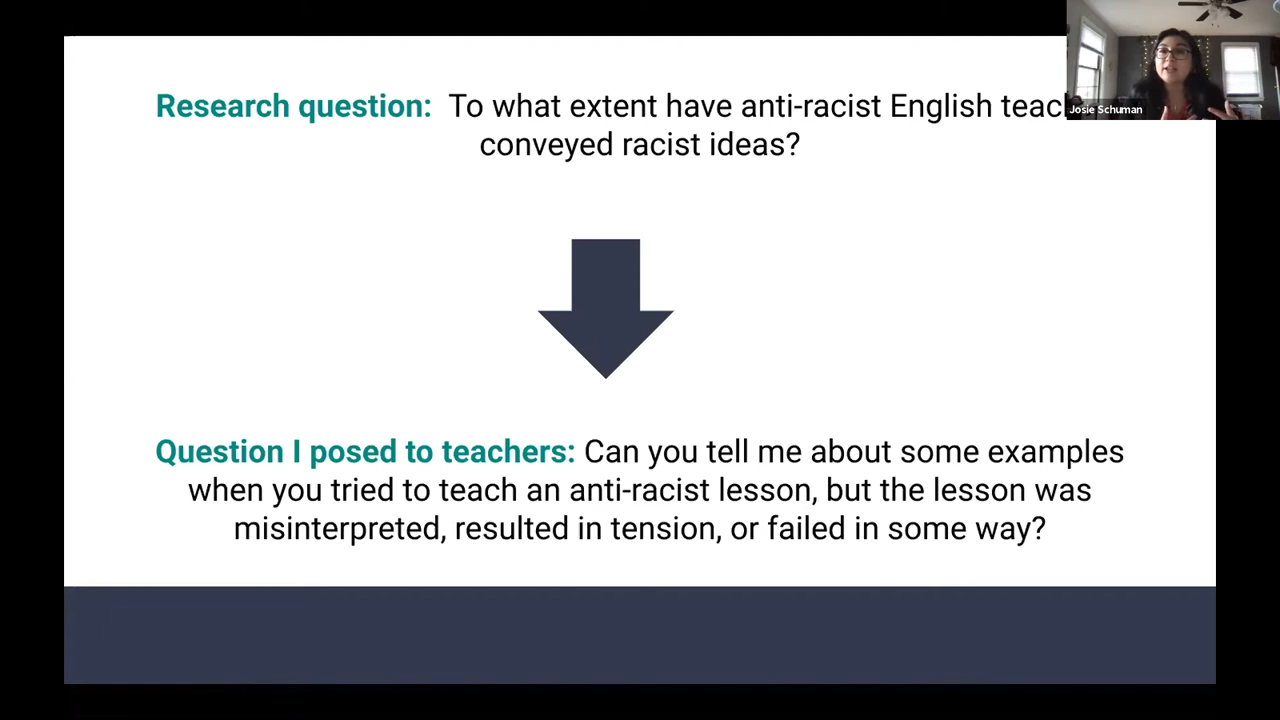 Research question: To what extent have anti-racist English teac
conveyed racist ideas?
Josie Schuman
Question I posed to teachers: Can you tell me about some examples
when you tried to teach an anti-racist lesson, but the lesson was
misinterpreted, resulted in tension, or failed in some way?